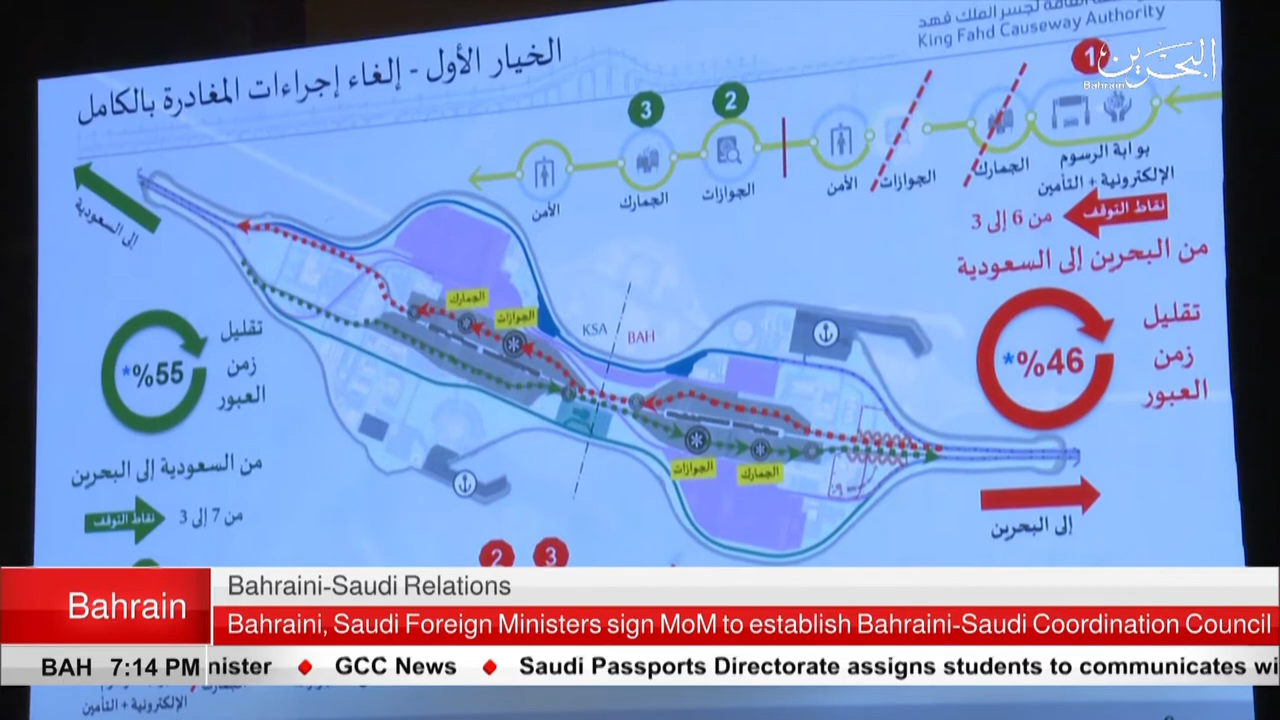 العامة لجسر الملك فهد
King Fahd Causeway Authority
البحرين
Bahrain
الخيار الأول - إلغاء إجراءات المغادرة بالكامل
1
2
3
بوابة الرسوم
الإلكترونية + التأمين
الجمارك
الجوازات
الأمن
الجوازات
الجمارك
الأمن
نقاط التوقف
من 6 إلى 3
من البحرين إلى السعودية
تقليل
زمن
العبور
%46*
إلى السعودية
تقليل
زمن
العبور
%55*
الجمارك
الجوازات
KSA
BAH
الجوازات
الجمارك
من السعودية إلى البحرين
نقاط التوقف
من 7 إلى 3
إلى البحرين
2
3
Bahrain
Bahraini-Saudi Relations
Bahraini, Saudi Foreign Ministers sign MoM to establish Bahraini-Saudi Coordination Council
BAH 7:14 PM
nister
GCC News
Saudi Passports Directorate assigns students to communicates wi
الإلكترونية + التأمين